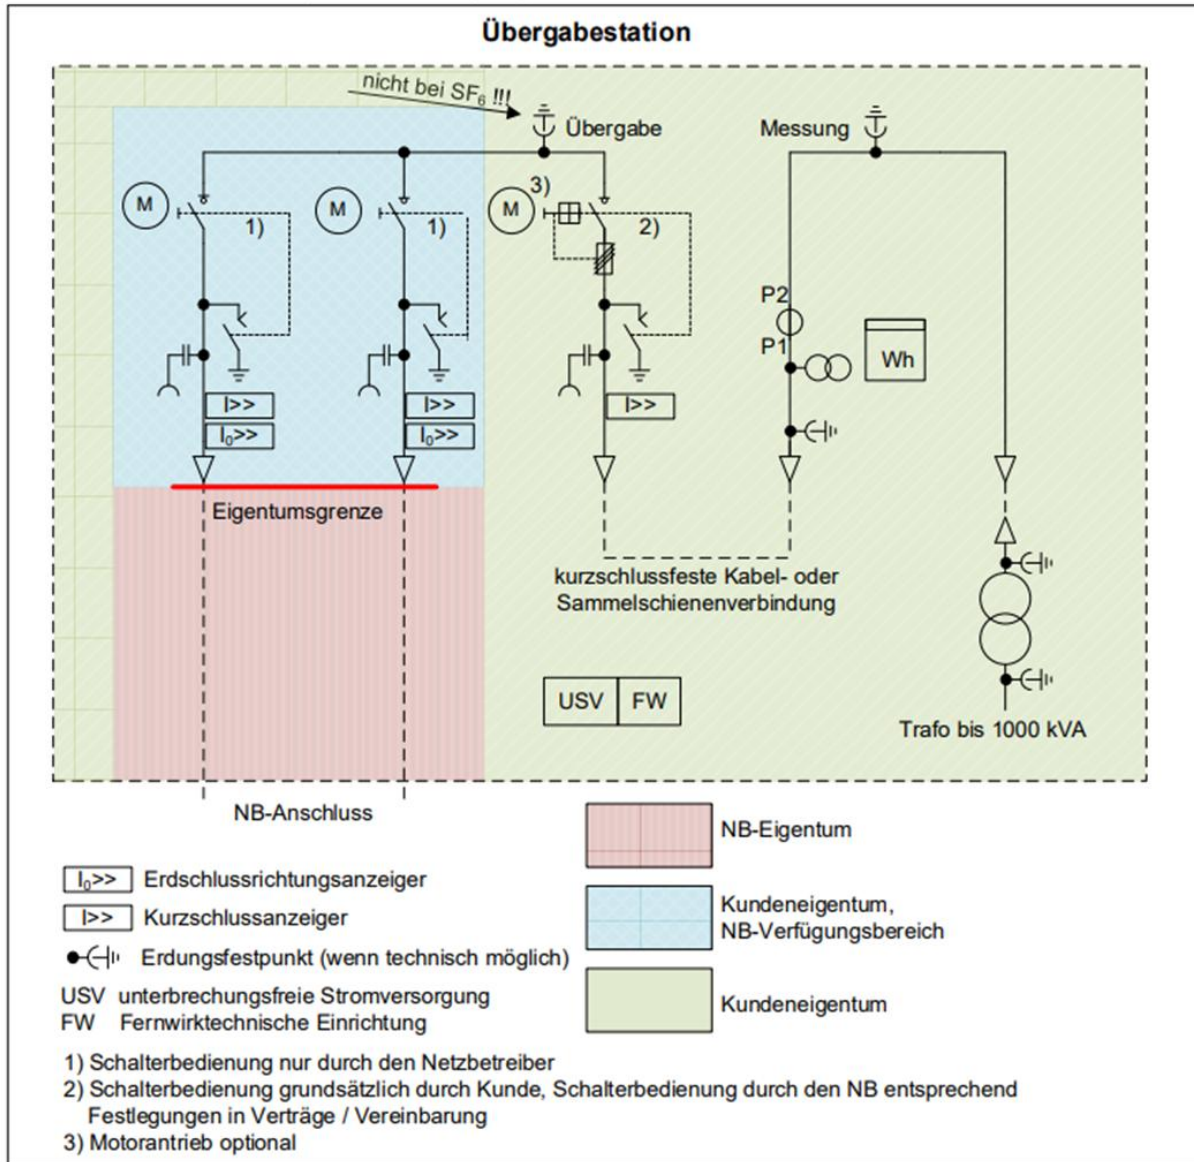 Übergabestation
nicht bei SF₆ !!!
Übergabe
Messung
M
1)
M
1)
3)
M
2)
P2
P1
Wh
I>>
I₀>>
I>>
I₀>>
I>>
Eigentumsgrenze
kurzschlussfeste Kabel- oder
Sammelschienenverbindung
USV
FW
Trafo bis 1000 kVA
NB-Anschluss
I₀>> Erdschlussrichtungsanzeiger
I>> Kurzschlussanzeiger
Erdungsfestpunkt (wenn technisch möglich)
USV unterbrechungsfreie Stromversorgung
FW Fernwirktechnische Einrichtung
NB-Eigentum
Kundeneigentum,
NB-Verfügungsbereich
Kundeneigentum
1) Schalterbedienung nur durch den Netzbetreiber
2) Schalterbedienung grundsätzlich durch Kunde, Schalterbedienung durch den NB entsprechend
Festlegungen in Verträge / Vereinbarung
3) Motorantrieb optional